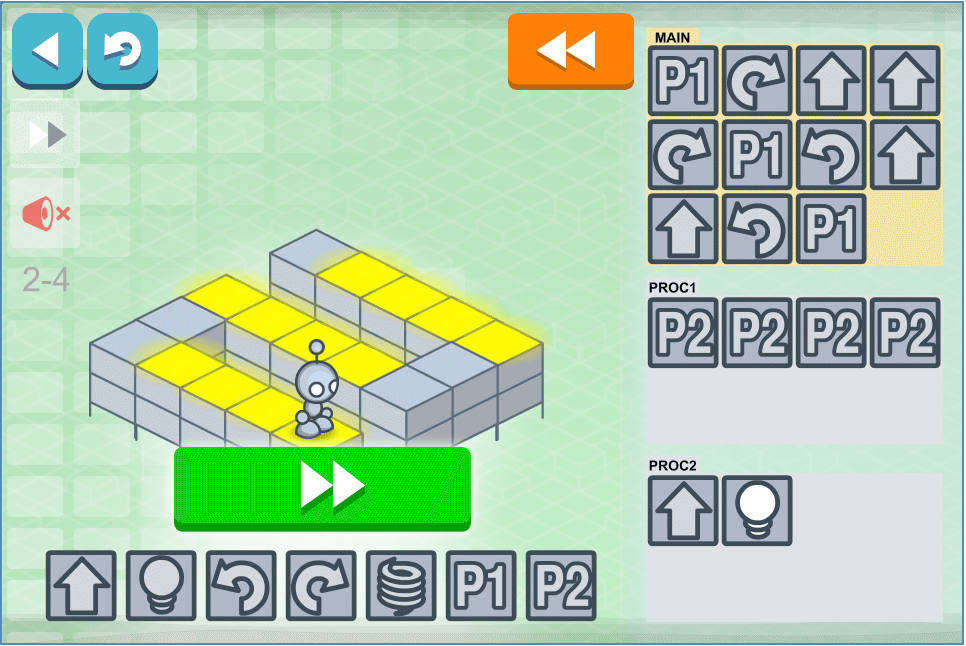 MAIN
P1
P1
2-4
P1
PROC1
P2 P2 P2 P2
PROC2
P1 P2